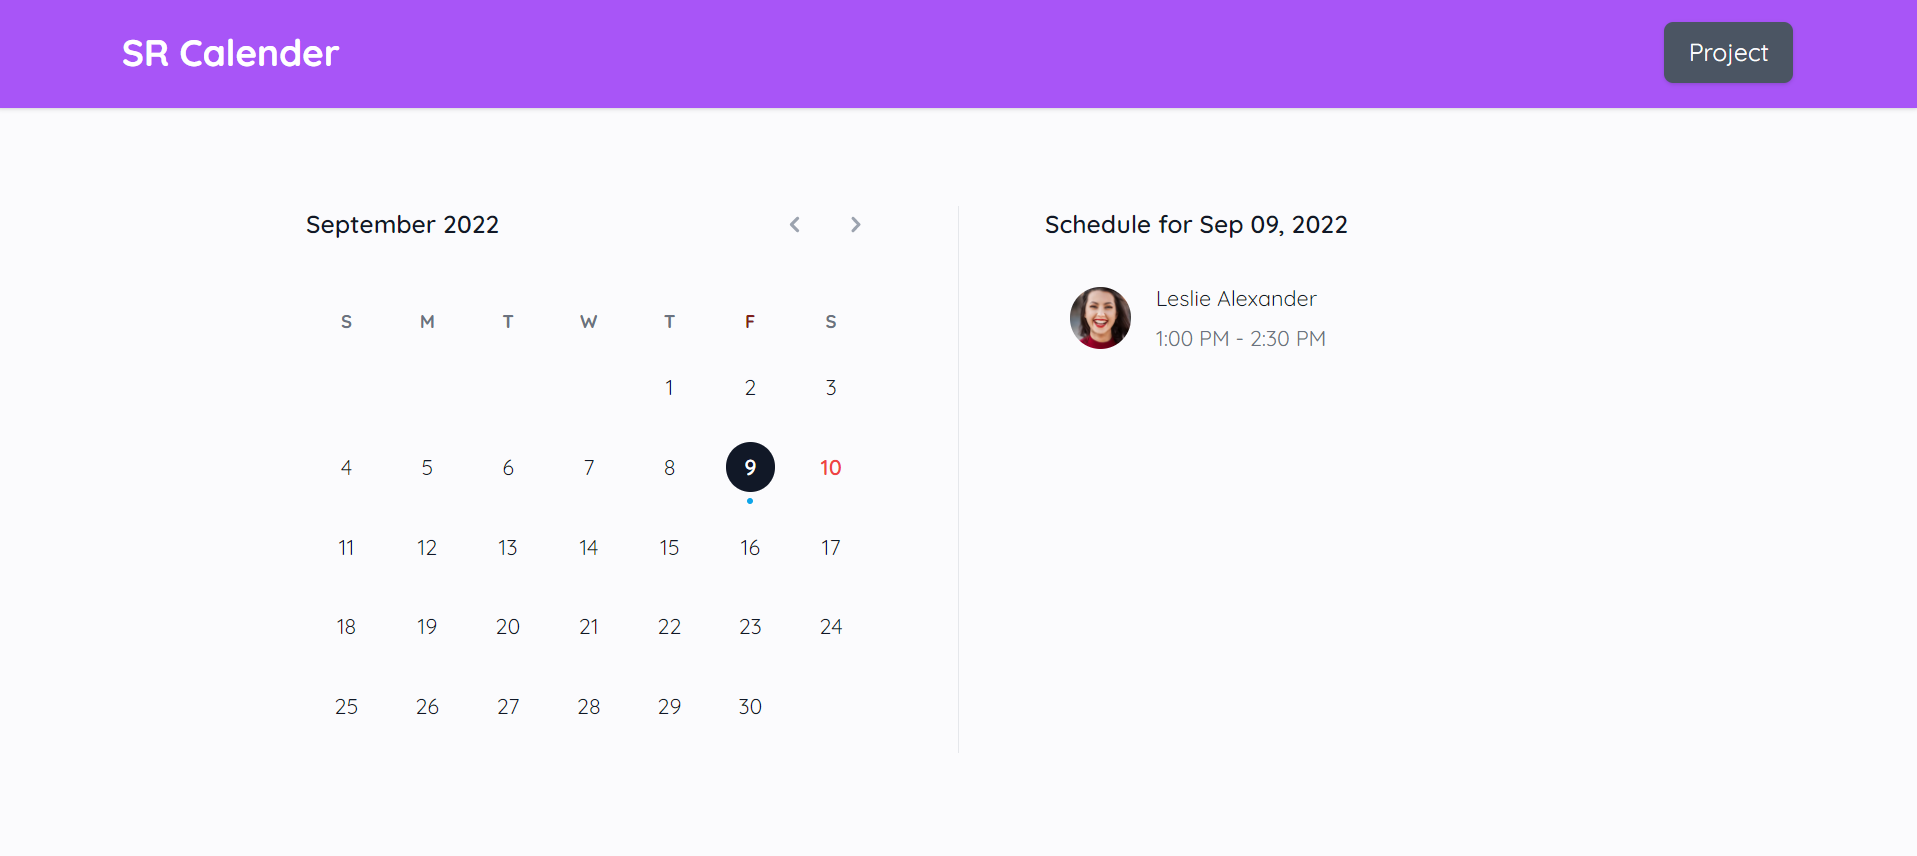 SR Calender
Project
September 2022
S M T W T F S
1 2 3
4 5 6 7 8 9 10
11 12 13 14 15 16 17
18 19 20 21 22 23 24
25 26 27 28 29 30
Schedule for Sep 09, 2022
Leslie Alexander
1:00 PM - 2:30 PM